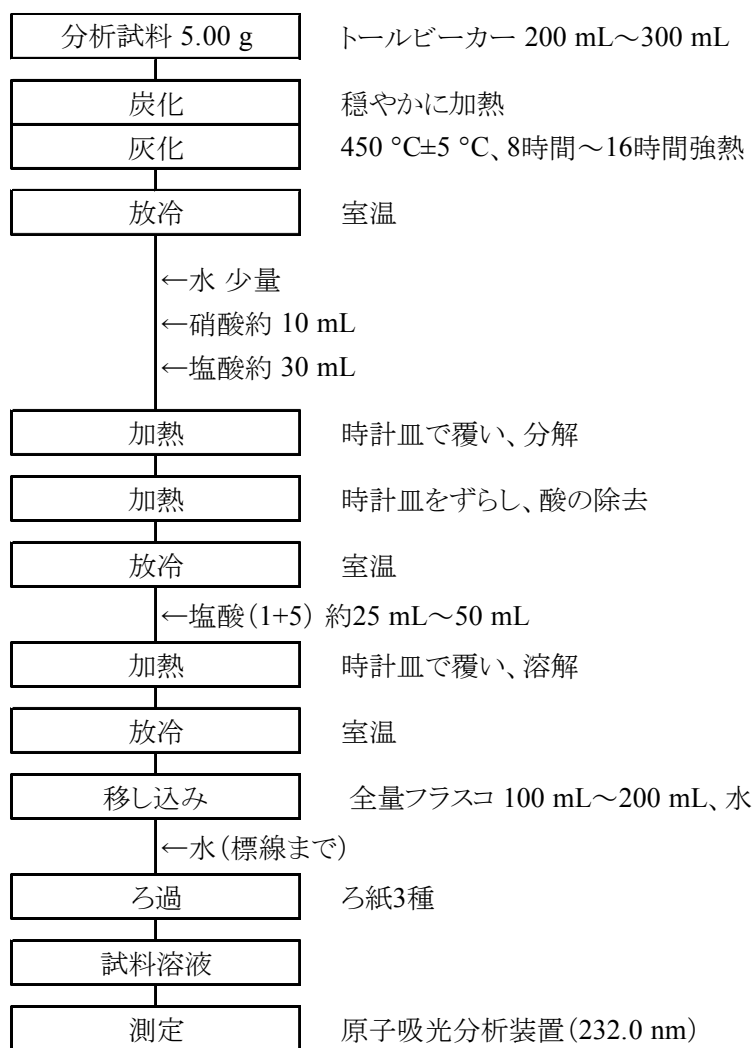 分析試料 5.00 g トールビーカー 200 mL～300 mL
炭化 穏やかに加熱
灰化 450 °C±5 °C、8時間～16時間強熱
放冷 室温
←水 少量
←硝酸約 10 mL
←塩酸約 30 mL
加熱 時計皿で覆い、分解
加熱 時計皿をずらし、酸の除去
放冷 室温
←塩酸（1+5） 約25 mL～50 mL
加熱 時計皿で覆い、溶解
放冷 室温
移し込み 全量フラスコ 100 mL～200 mL、水
←水（標線まで）
ろ過 ろ紙3種
試料溶液
測定 原子吸光分析装置（232.0 nm）